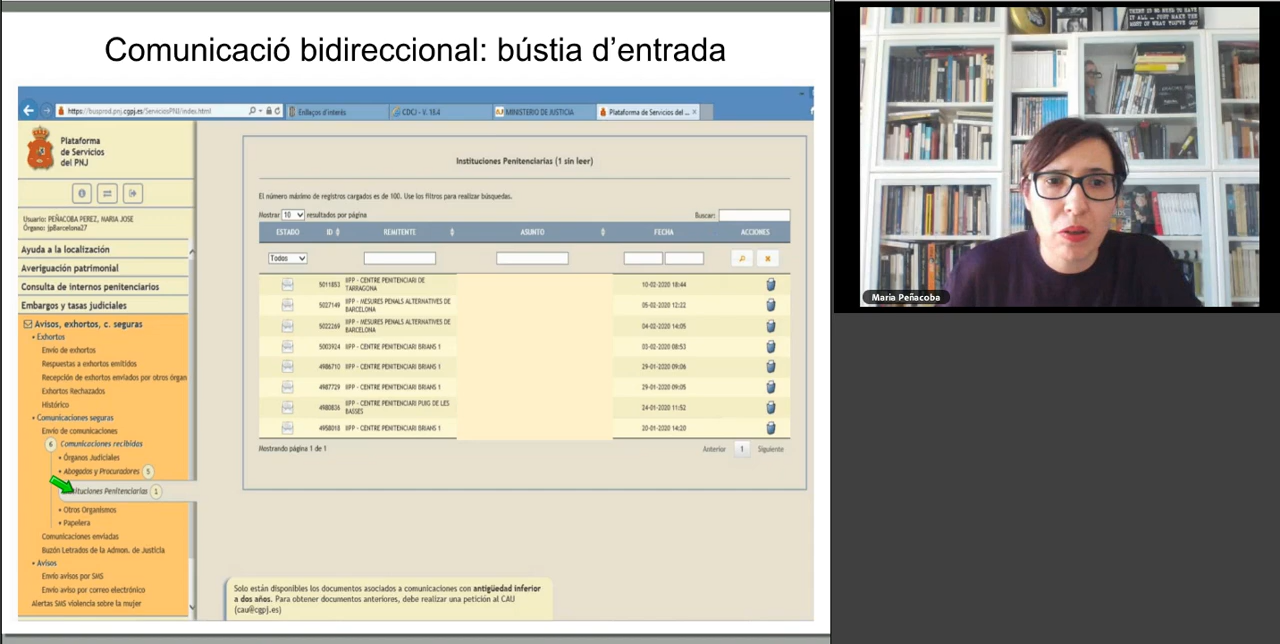 Comunicació bidireccional: bústia d'entrada
https://busprod.pnj.cgpj.es/ServiciosPNJ/index.html
Enllaços d'interès
CDCJ - V. 18.4
MINISTERIO DE JUSTICIA
Plataforma de Servicios del ...
Plataforma
de Servicios
del PNJ
Usuario: PEÑACOBA PEREZ, MARIA JOSE
Órgano: jpBarcelona27
Ayuda a la localización
Averiguación patrimonial
Consulta de internos penitenciarios
Embargos y tasas judiciales
Avisos, exhortos, c. seguras
• Exhortos
Envío de exhortos
Respuestas a exhortos emitidos
Recepción de exhortos enviados por otros órgan
Exhortos Rechazados
Histórico
• Comunicaciones seguras
Envío de comunicaciones
6 Comunicaciones recibidas
• Órganos Judiciales
• Abogados y Procuradores 5
ituciones Penitenciarias 1
• Otros Organismos
• Papelera
Comunicaciones enviadas
Buzón Letrados de la Admon. de Justicia
• Avisos
Envío avisos por SMS
Envío aviso por correo electrónico
Alertas SMS violencia sobre la mujer
Instituciones Penitenciarias (1 sin leer)
El número máximo de registros cargados es de 100. Use los filtros para realizar búsquedas.
Mostrar 10 resultados por página
Buscar:
ESTADO ID REMITENTE ASUNTO FECHA ACCIONES
Todos
5011853 IIPP - CENTRE PENITENCIARI DE TARRAGONA 10-02-2020 18:44
5027149 IIPP - MESURES PENALS ALTERNATIVES DE BARCELONA 05-02-2020 12:22
5022269 IIPP - MESURES PENALS ALTERNATIVES DE BARCELONA 04-02-2020 14:05
5003924 IIPP - CENTRE PENITENCIARI BRIANS 1 03-02-2020 08:53
4986710 IIPP - CENTRE PENITENCIARI BRIANS 1 29-01-2020 09:06
4987729 IIPP - CENTRE PENITENCIARI BRIANS 1 29-01-2020 09:05
4980836 IIPP - CENTRE PENITENCIARI PUIG DE LES BASSES 24-01-2020 11:52
4958018 IIPP - CENTRE PENITENCIARI BRIANS 1 20-01-2020 14:20
Mostrando página 1 de 1
Anterior 1 Siguiente
Solo están disponibles los documentos asociados a comunicaciones con antigüedad inferior
a dos años. Para obtener documentos anteriores, debe realizar una petición al CAU
(cau@cgpj.es)
María Peñacoba